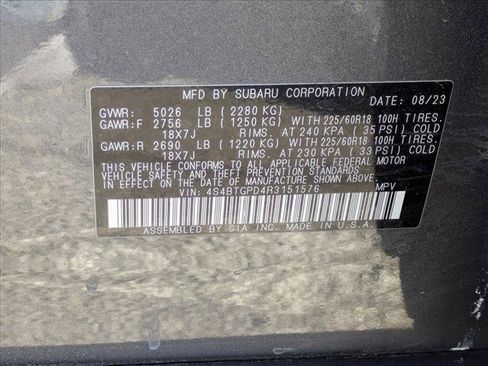 MFD BY SUBARU CORPORATION DATE: 08/23
GVWR: 5026 LB (2280 KG)
GAWR:F 2756 LB (1250 KG) WITH 225/60R18 100H TIRES.
18X7J RIMS. AT 240 KPA (35 PSI) COLD
GAWR:R 2690 LB (1220 KG) WITH 225/60R18 100H TIRES.
18X7J RIMS. AT 230 KPA (33 PSI) COLD
THIS VEHICLE CONFORMS TO ALL APPLICABLE FEDERAL MOTOR
VEHICLE SAFETY AND THEFT PREVENTION STANDARDS IN EFFECT
ON THE DATE OF MANUFACTURE SHOWN ABOVE.
VIN: 4S4BTGPD4R3151576 MPV
ASSEMBLED BY SIA INC. MADE IN U.S.A.